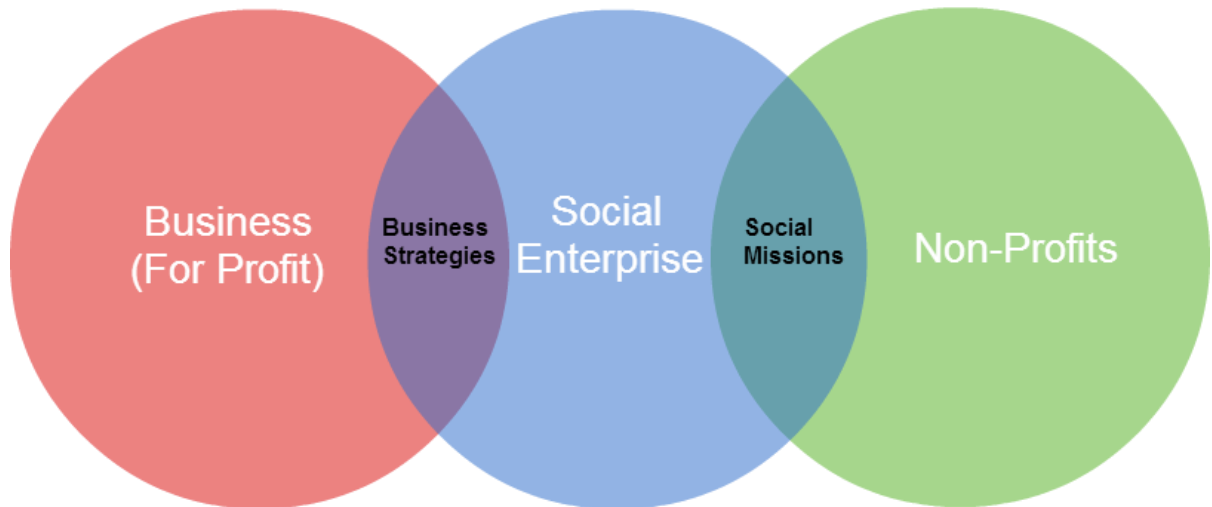 Business
(For Profit)
Business
Strategies
Social
Enterprise
Social
Missions
Non-Profits